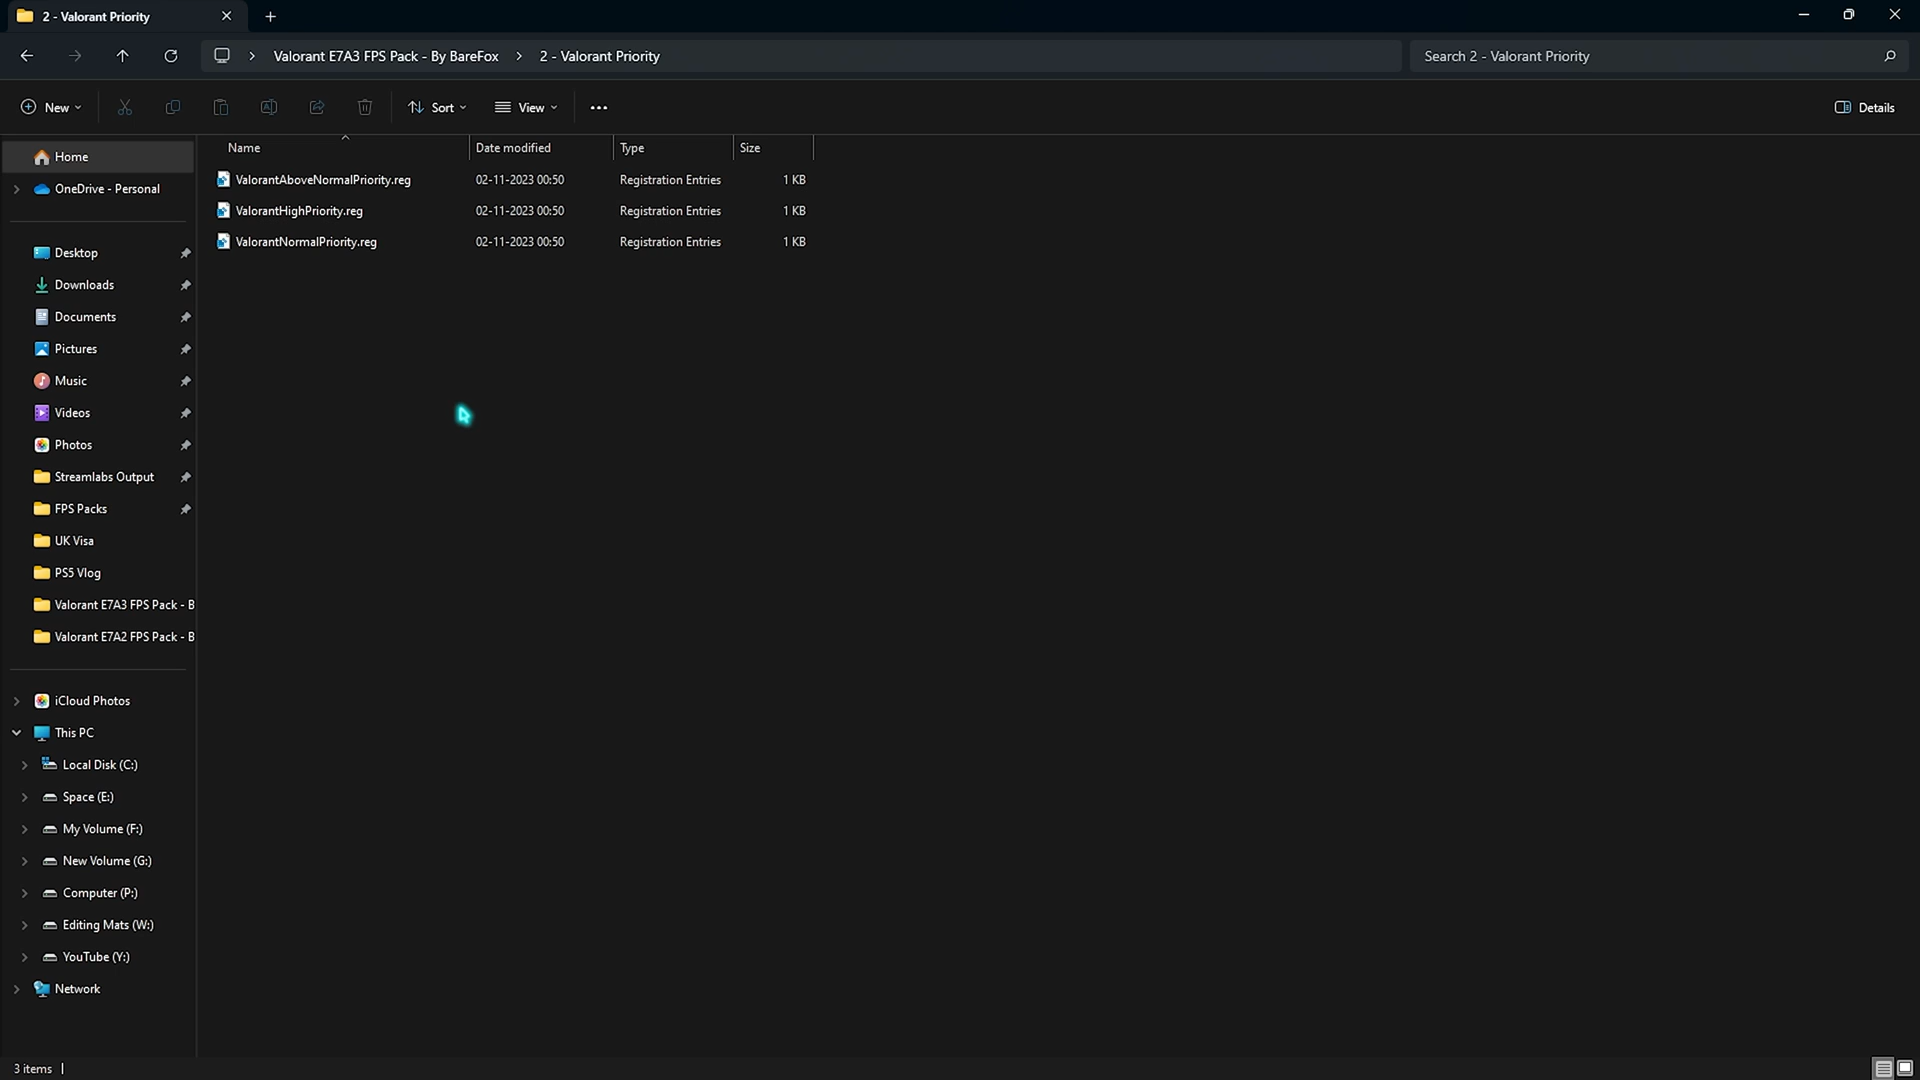 2 - Valorant Priority
Valorant E7A3 FPS Pack - By BareFox > 2 - Valorant Priority
Search 2 - Valorant Priority
New
Sort
View
Details
Name Date modified Type Size
ValorantAboveNormalPriority.reg 02-11-2023 00:50 Registration Entries 1 KB
ValorantHighPriority.reg 02-11-2023 00:50 Registration Entries 1 KB
ValorantNormalPriority.reg 02-11-2023 00:50 Registration Entries 1 KB
Home
OneDrive - Personal
Desktop
Downloads
Documents
Pictures
Music
Videos
Photos
Streamlabs Output
FPS Packs
UK Visa
PS5 Vlog
Valorant E7A3 FPS Pack - B
Valorant E7A2 FPS Pack - B
iCloud Photos
This PC
Local Disk (C:)
Space (E:)
My Volume (F:)
New Volume (G:)
Computer (P:)
Editing Mats (W:)
YouTube (Y:)
Network
3 items